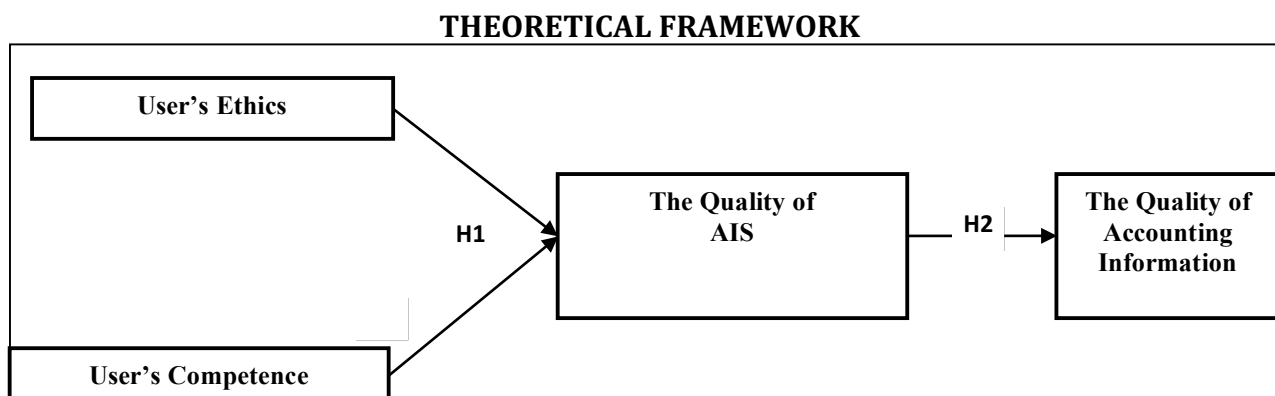 THEORETICAL FRAMEWORK
User’s Ethics
H1
User’s Competence
The Quality of
AIS
H2
The Quality of
Accounting
Information